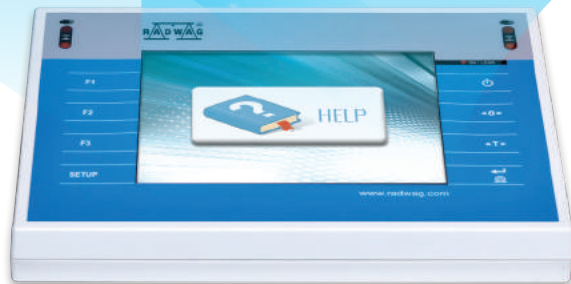 RADWAG
F1
F2
F3
SETUP
HELP
→0←
→T←
www.radwag.com